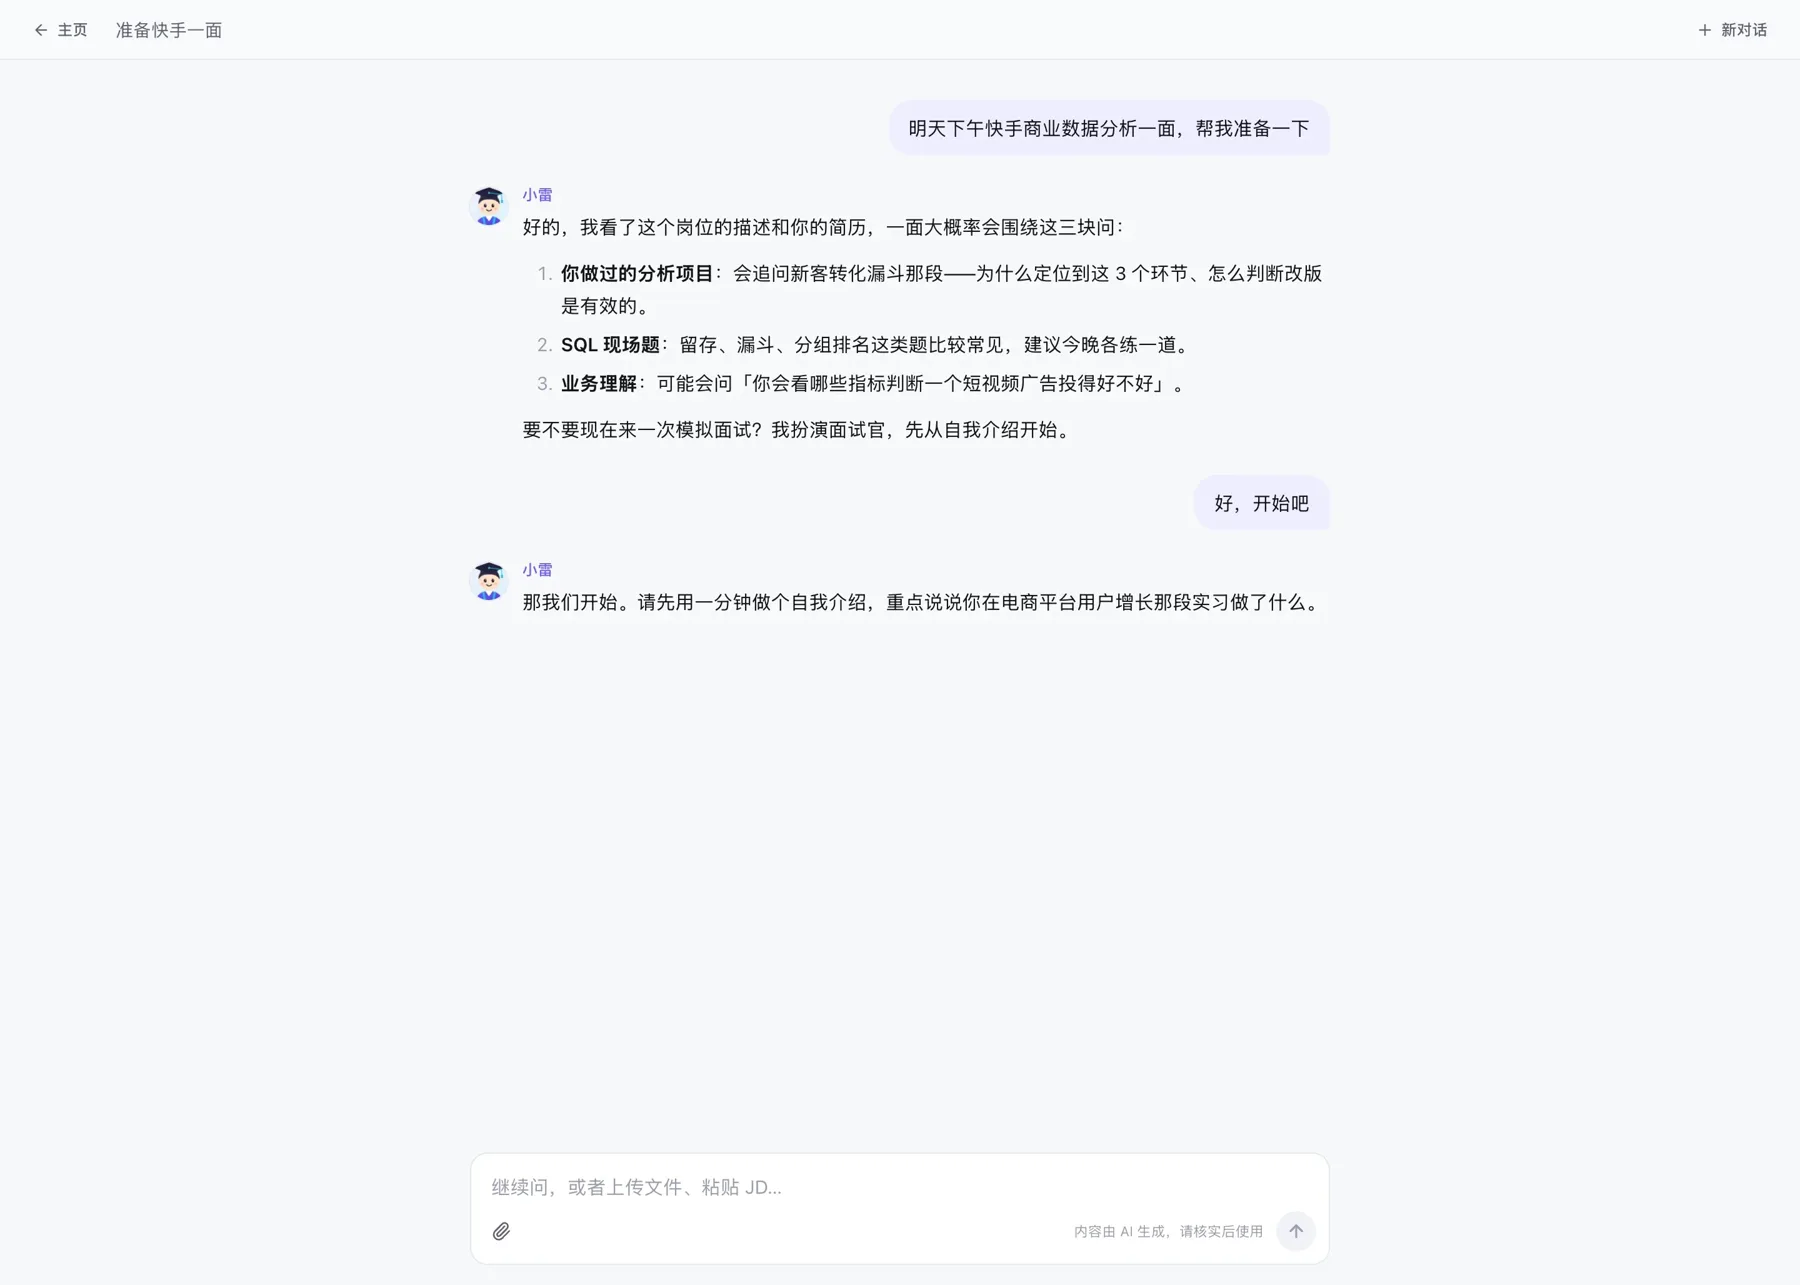 主页
准备快手一面
新对话
明天下午快手商业数据分析一面，帮我准备一下
小雷
好的，我看了这个岗位的描述和你的简历，一面大概率会围绕这三块问：
1. 你做过的分析项目：会追问新客转化漏斗那段——为什么定位到这 3 个环节、怎么判断改版
是有效的。
2. SQL 现场题：留存、漏斗、分组排名这类题比较常见，建议今晚各练一道。
3. 业务理解：可能会问「你会看哪些指标判断一个短视频广告投得好不好」。
要不要现在来一次模拟面试？我扮演面试官，先从自我介绍开始。
好，开始吧
小雷
那我们开始。请先用一分钟做个自我介绍，重点说说你在电商平台用户增长那段实习做了什么。
继续问，或者上传文件、粘贴 JD...
内容由 AI 生成，请核实后使用